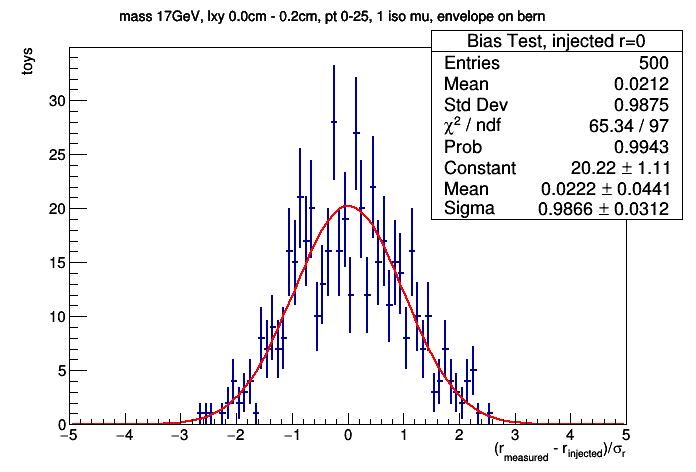 mass 17GeV, lxy 0.0cm - 0.2cm, pt 0-25, 1 iso mu, envelope on bern
Bias Test, injected r=0
Entries 500
Mean 0.0212
Std Dev 0.9875
χ² / ndf 65.34 / 97
Prob 0.9943
Constant 20.22 ± 1.11
Mean 0.0222 ± 0.0441
Sigma 0.9866 ± 0.0312
toys
30
25
20
15
10
5
0
−5 −4 −3 −2 −1 0 1 2 3 4 5
(r_measured - r_injected)/σ_r